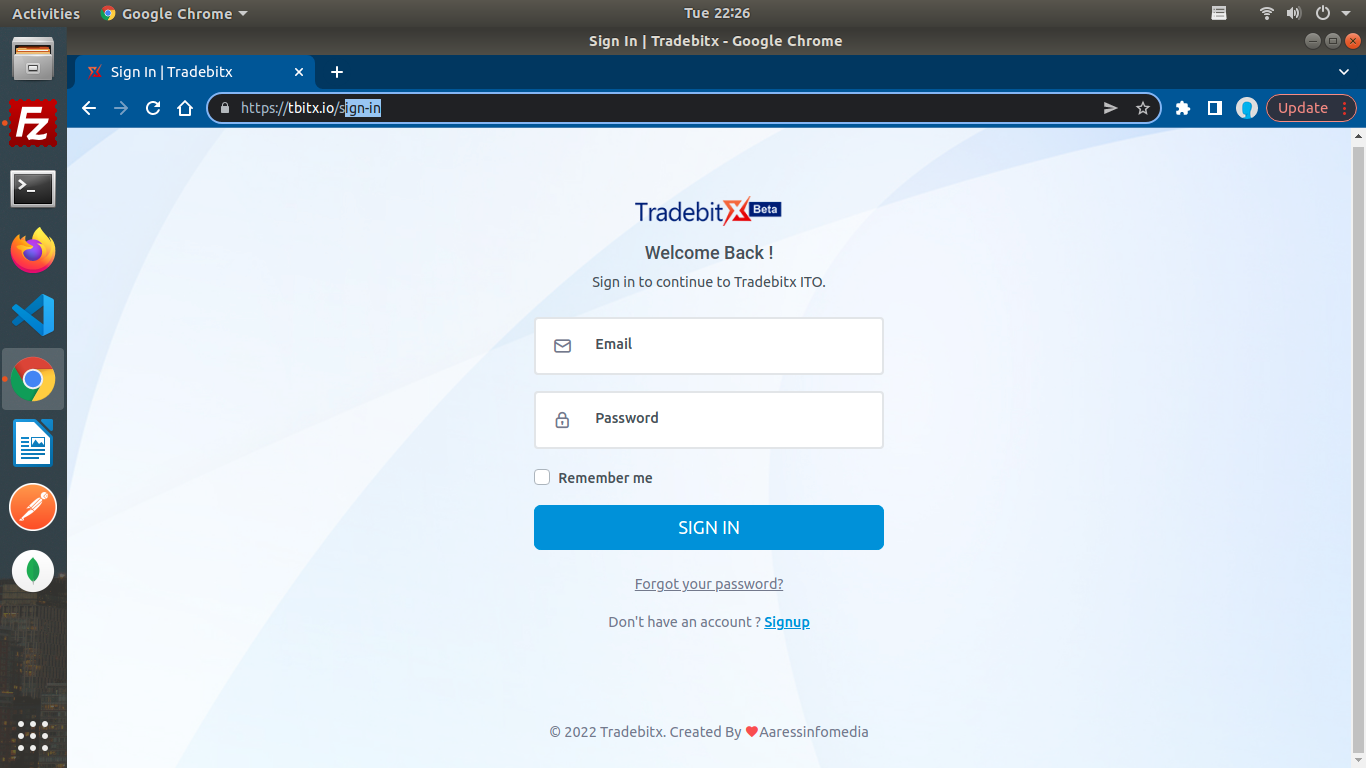 Activities Google Chrome Tue 22:26
Sign In | Tradebitx - Google Chrome
Sign In | Tradebitx
https://tbitx.io/sign-in Update
TradebitX Beta
Welcome Back !
Sign in to continue to Tradebitx ITO.
Email
Password
Remember me
SIGN IN
Forgot your password?
Don't have an account ? Signup
© 2022 Tradebitx. Created By ❤Aaressinfomedia
Fz
>_